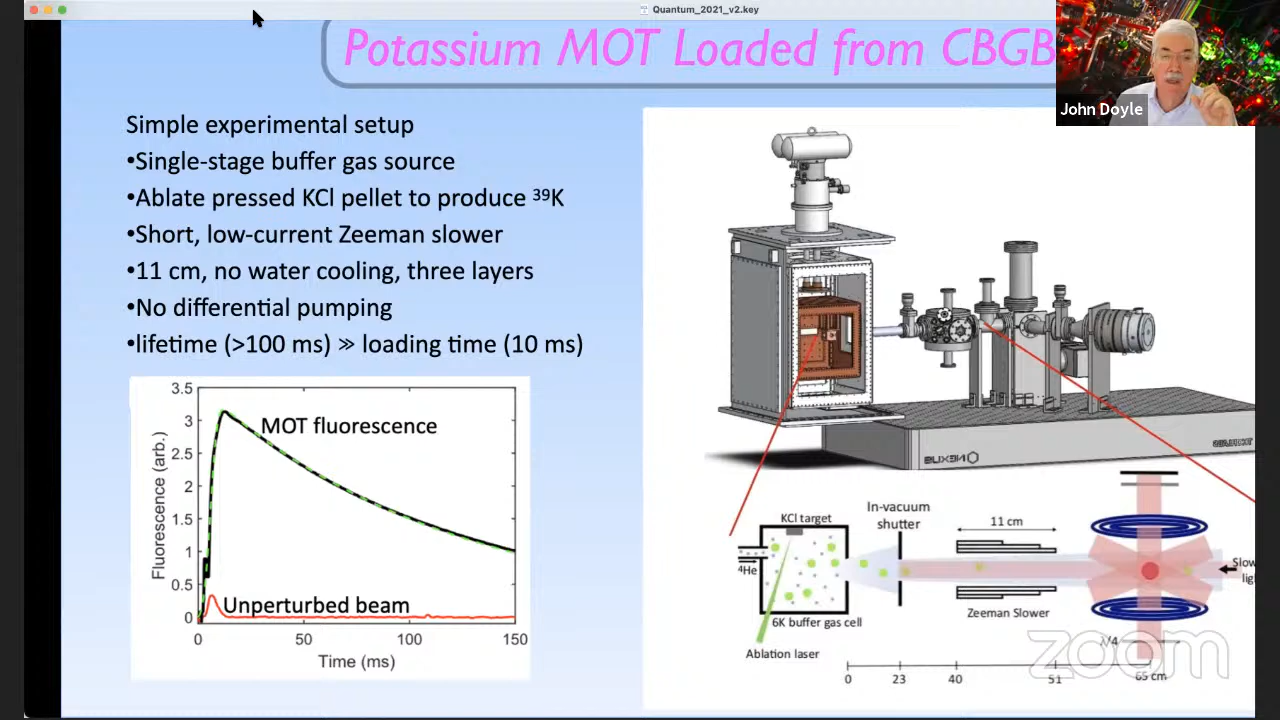 Quantum_2021_v2.key
Potassium MOT Loaded from CBGB
John Doyle
Simple experimental setup
•Single-stage buffer gas source
•Ablate pressed KCl pellet to produce ³⁹K
•Short, low-current Zeeman slower
•11 cm, no water cooling, three layers
•No differential pumping
•lifetime (>100 ms) ≫ loading time (10 ms)
3.5
3
2.5
2
1.5
1
0.5
0
Fluorescence (arb.)
MOT fluorescence
Unperturbed beam
0 50 100 150
Time (ms)
KCl target
In-vacuum
shutter
11 cm
⁴He
Slow
lig
6K buffer gas cell
Zeeman Slower
Ablation laser
λ/4
zoom
0 23 40 51 65 cm